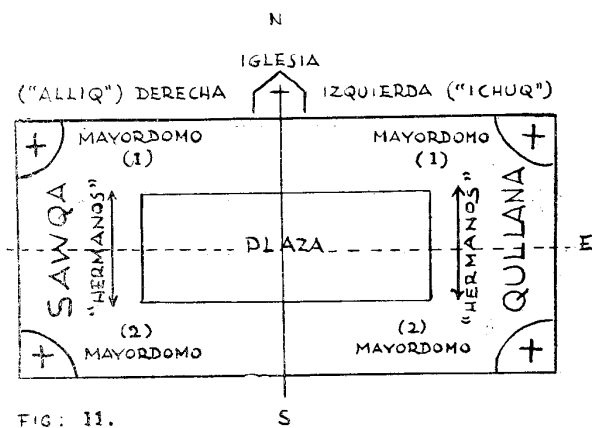 N
IGLESIA
("ALLIQ") DERECHA IZQUIERDA ("ICHUQ")
MAYORDOMO MAYORDOMO
(1) (1)
SAWQA "HERMANOS" PLAZA "HERMANOS" QULLANA E
(2) (2)
MAYORDOMO MAYORDOMO
FIG: II. S